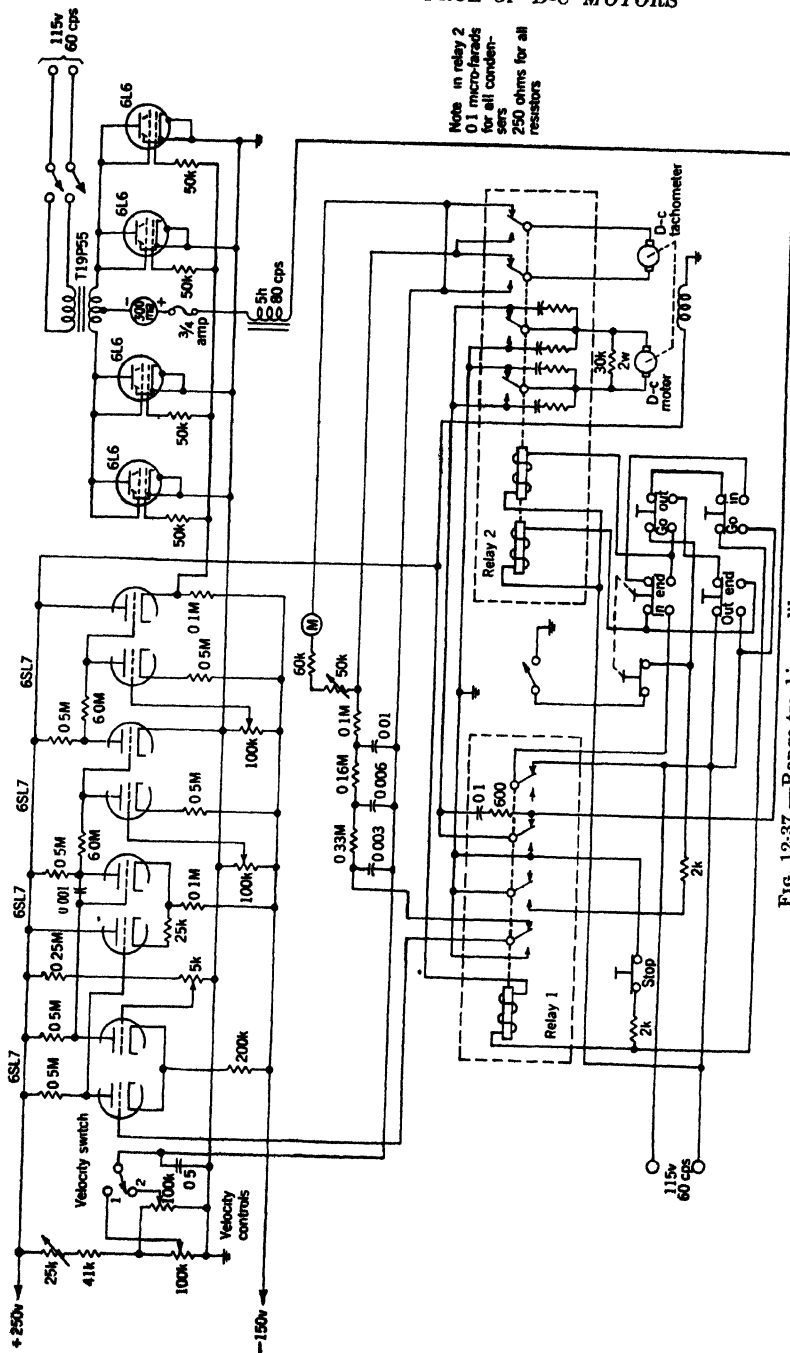 D-C MOTORS
115v
60 cps
T19P55
6L6
6L6
6L6
6L6
50k
50k
50k
50k
3/4
amp
5h
80 cps
Note in relay 2
0 1 micro-farads
for all conden-
sers
250 ohms for all
resistors
+250v
-150v
25k
41k
100k
Velocity switch
1
2
100k
0 5
Velocity
controls
6SL7
6SL7
6SL7
6SL7
0 5M
0 5M
0 25M
0 5M
0 001
0 5M
6 0M
6 0M
200k
5k
25k
0 1M
100k
0 5M
100k
0 5M
0 1M
M
60k
50k
0 1M
0 16M
0 33M
0 01
0 006
0 003
Relay 1
0 1
600
Relay 2
30k
2w
D-c
motor
D-c
tachometer
Stop
2k
2k
In end
Out end
Go out
Go in
115v
60 cps
FIG. 12·37